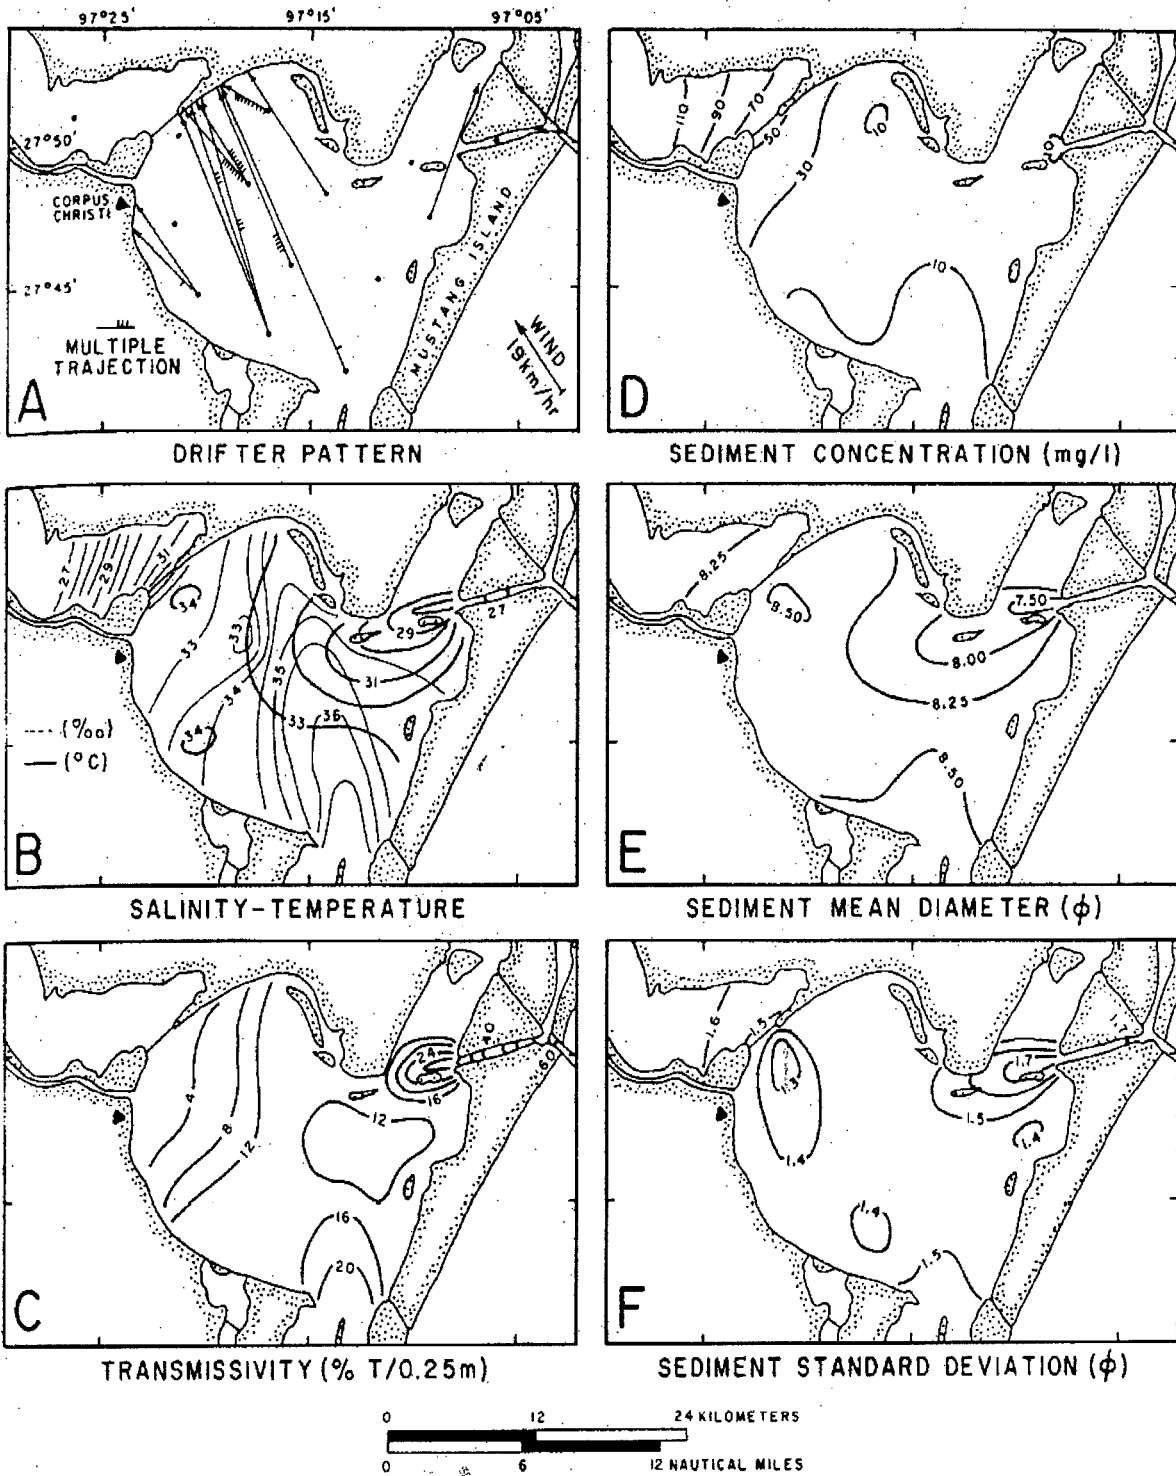 97°25' 97°15' 97°05'
27°50'
CORPUS
CHRISTI
27°45'
MULTIPLE
TRAJECTION
MUSTANG ISLAND
WIND
19km/hr
A
DRIFTER PATTERN
110 90 70 50 30 10
10
10
D
SEDIMENT CONCENTRATION (mg/l)
27 29 31
34 33 33 34 34 35 33 36
29 31 27
(‰)
(°C)
B
SALINITY-TEMPERATURE
8.25
8.50
7.50
8.00
8.25
8.50
E
SEDIMENT MEAN DIAMETER (ϕ)
4 8 12
24 40 60
16
12
16
20
C
TRANSMISSIVITY (% T/0.25m)
1.6 1.5
1.3
1.4
1.7 1.7
1.5
1.4
1.4
1.5
F
SEDIMENT STANDARD DEVIATION (ϕ)
0 12 24 KILOMETERS
0 6 12 NAUTICAL MILES